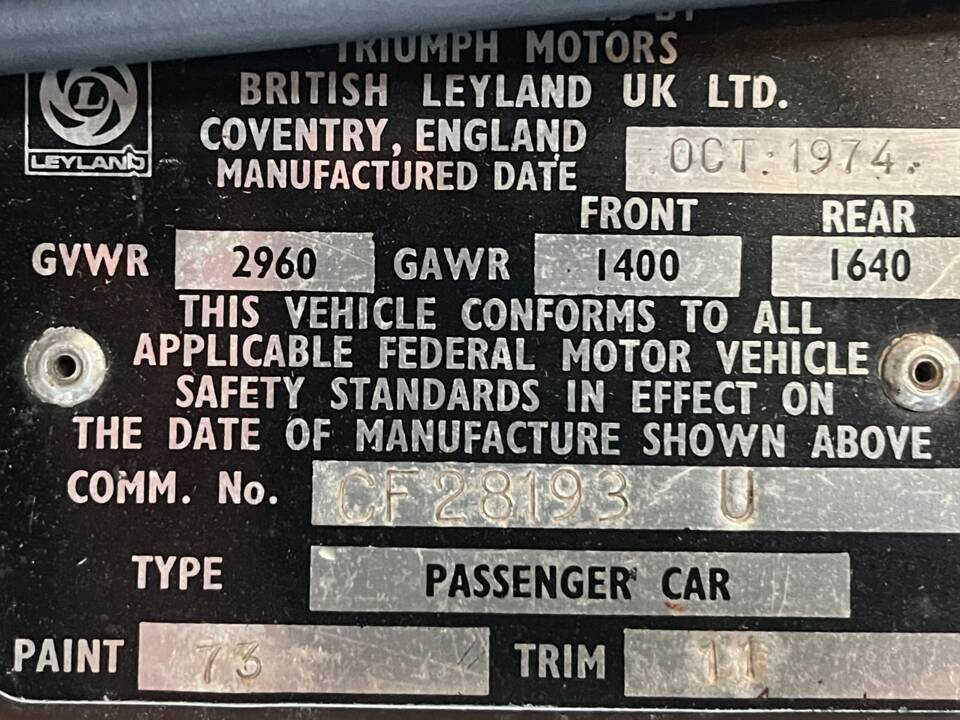 TRIUMPH MOTORS
BRITISH LEYLAND UK LTD.
COVENTRY, ENGLAND
L
LEYLAND
MANUFACTURED DATE OCT. 1974.
FRONT REAR
GVWR 2960 GAWR 1400 1640
THIS VEHICLE CONFORMS TO ALL
APPLICABLE FEDERAL MOTOR VEHICLE
SAFETY STANDARDS IN EFFECT ON
THE DATE OF MANUFACTURE SHOWN ABOVE
COMM. No. CF28193 U
TYPE PASSENGER CAR
PAINT 73 TRIM 11